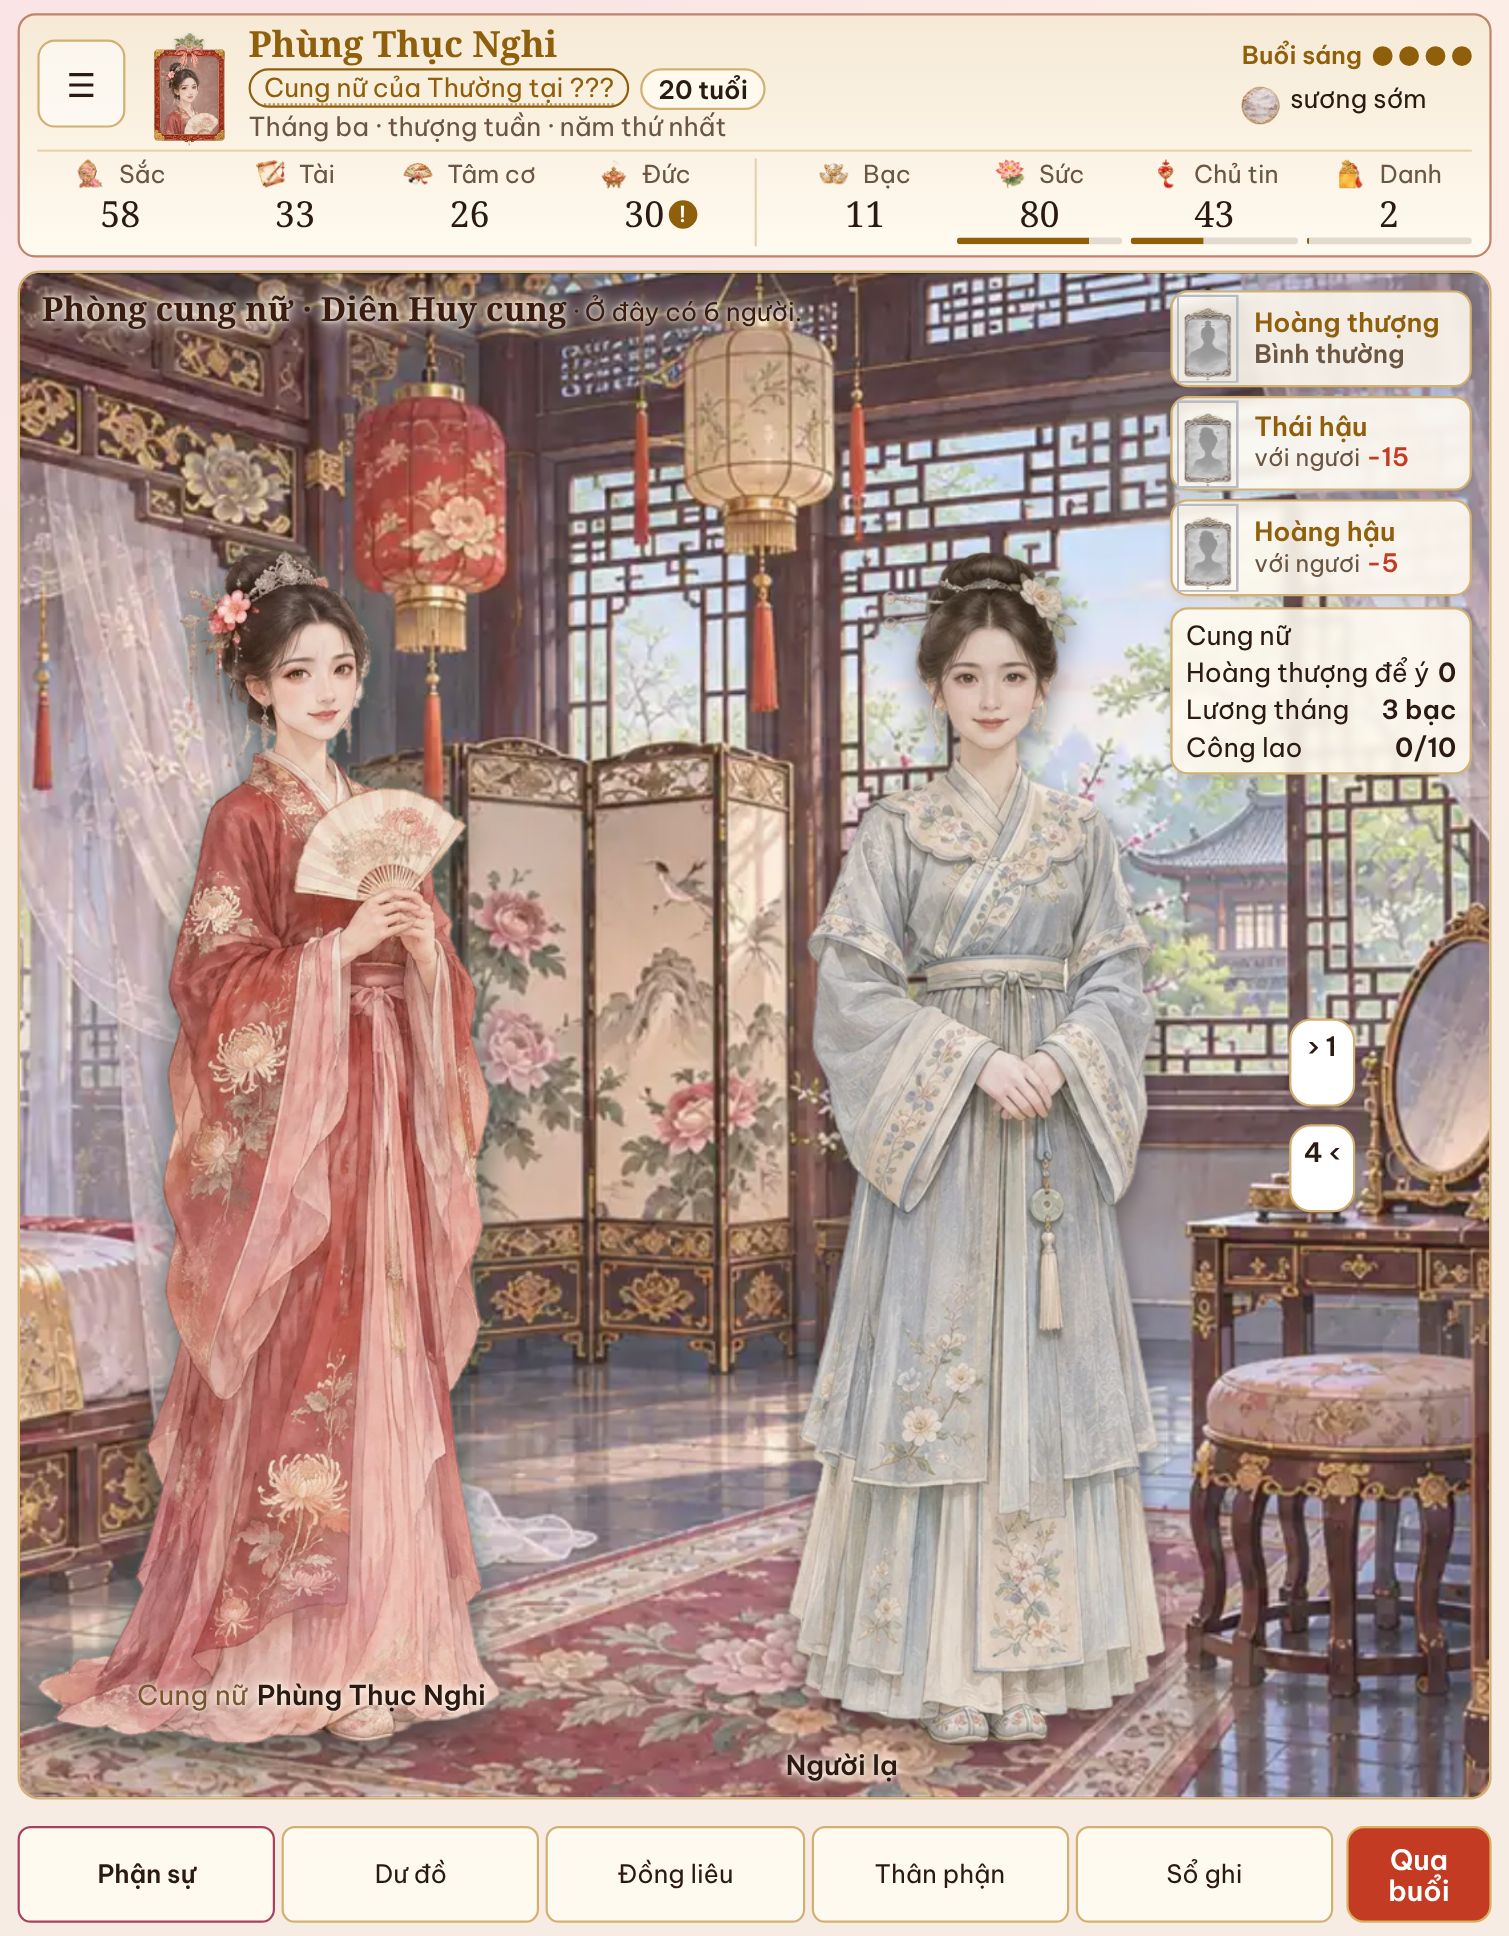 ☰
Phùng Thục Nghi
Cung nữ của Thường tại ???
20 tuổi
Tháng ba · thượng tuần · năm thứ nhất
Buổi sáng
sương sớm
Sắc
58
Tài
33
Tâm cơ
26
Đức
30 !
Bạc
11
Sức
80
Chủ tin
43
Danh
2
Phòng cung nữ · Diên Huy cung · Ở đây có 6 người.
Hoàng thượng
Bình thường
Thái hậu
với ngươi -15
Hoàng hậu
với ngươi -5
Cung nữ
Hoàng thượng để ý 0
Lương tháng 3 bạc
Công lao 0/10
› 1
4 ‹
Cung nữ Phùng Thục Nghi
Người lạ
Phận sự
Dư đồ
Đồng liêu
Thân phận
Sổ ghi
Qua
buổi